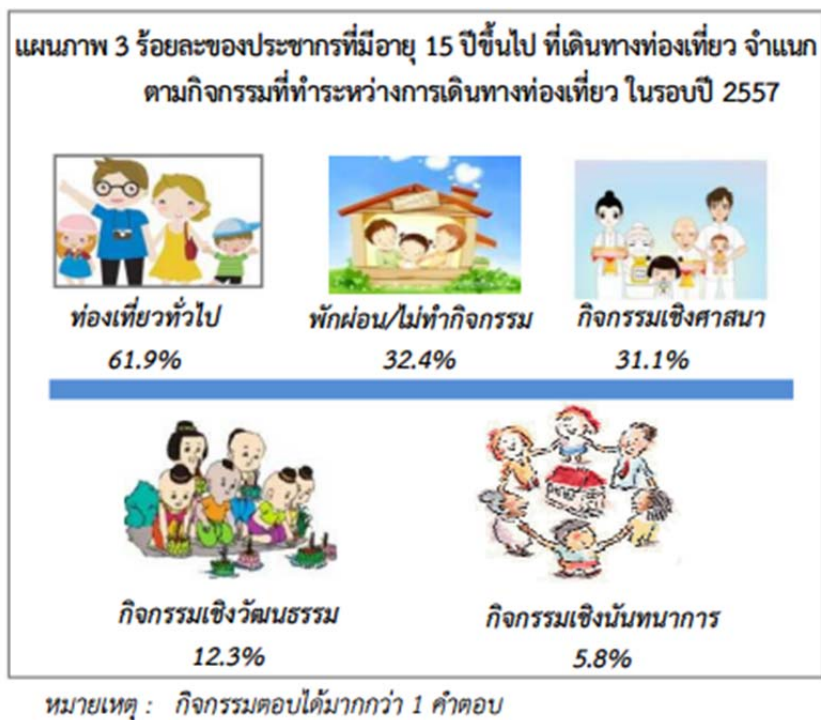 แผนภาพ 3 ร้อยละของประชากรที่มีอายุ 15 ปีขึ้นไป ที่เดินทางท่องเที่ยว จำแนก
ตามกิจกรรมที่ทำระหว่างการเดินทางท่องเที่ยว ในรอบปี 2557
ท่องเที่ยวทั่วไป พักผ่อน/ไม่ทำกิจกรรม กิจกรรมเชิงศาสนา
61.9% 32.4% 31.1%
กิจกรรมเชิงวัฒนธรรม กิจกรรมเชิงนันทนาการ
12.3% 5.8%
หมายเหตุ : กิจกรรมตอบได้มากกว่า 1 คำตอบ